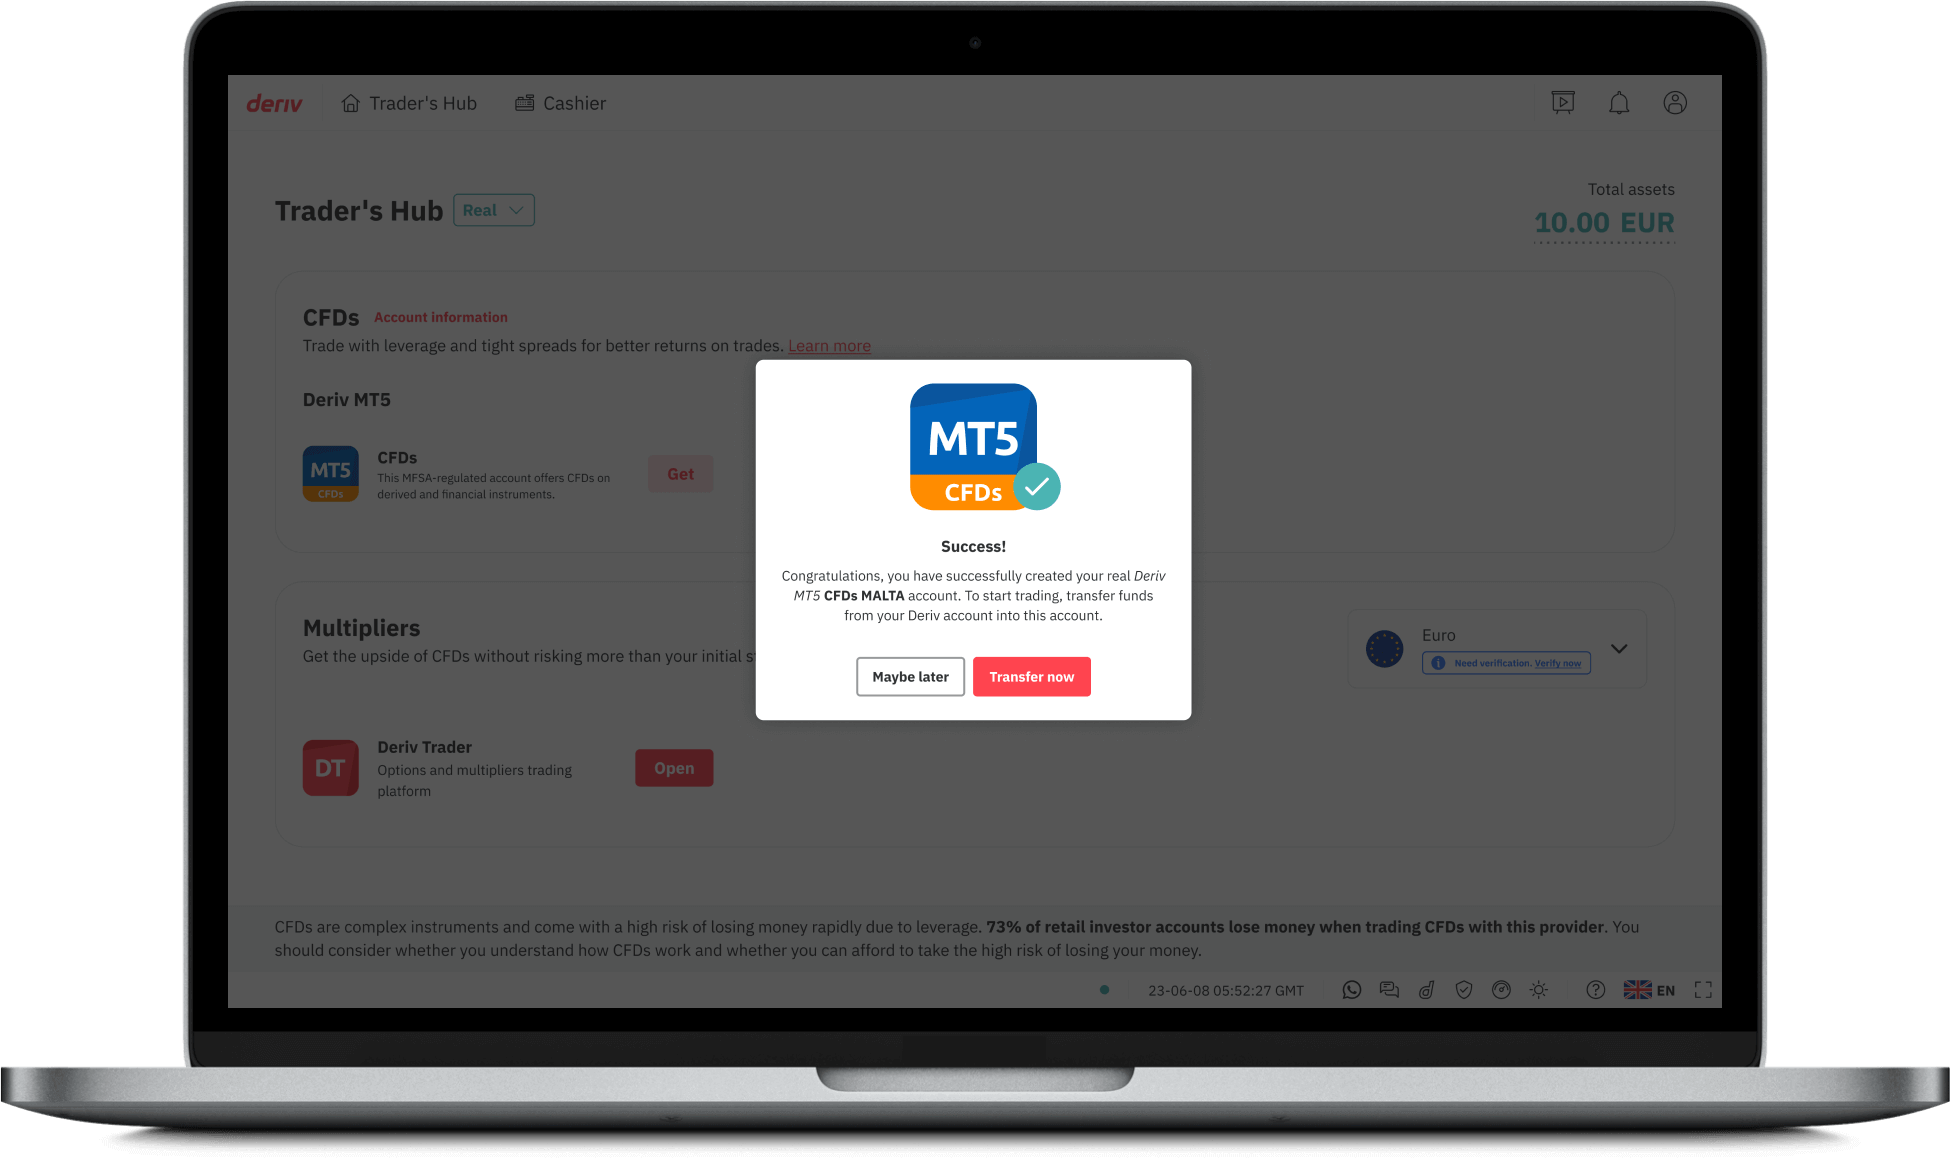 deriv Trader's Hub Cashier
Total assets
Trader's Hub Real
10.00 EUR
CFDs Account information
Trade with leverage and tight spreads for better returns on trades. Learn more
Deriv MT5
MT5
CFDs
CFDs
This MFSA-regulated account offers CFDs on
derived and financial instruments.
Get
MT5
CFDs
Success!
Congratulations, you have successfully created your real Deriv
MT5 CFDs MALTA account. To start trading, transfer funds
from your Deriv account into this account.
Maybe later Transfer now
Multipliers
Get the upside of CFDs without risking more than your initial s
Euro
Need verification. Verify now
DT
Deriv Trader
Options and multipliers trading
platform
Open
CFDs are complex instruments and come with a high risk of losing money rapidly due to leverage. 73% of retail investor accounts lose money when trading CFDs with this provider. You
should consider whether you understand how CFDs work and whether you can afford to take the high risk of losing your money.
23-06-08 05:52:27 GMT EN